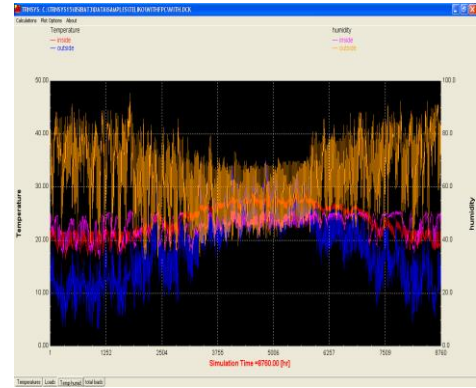 Calculations Plot Options About
Temperature
humidity
inside
outside
inside
outside
50.00
100.0
40.00
80.0
30.00
60.0
20.00
40.0
10.00
20.0
0.00
0.0
Temperature
humidity
1
1252
2504
3755
5006
6257
7509
8760
Simulation Time =8760.00 [hr]
Temperatures Loads Temp-humid total loads